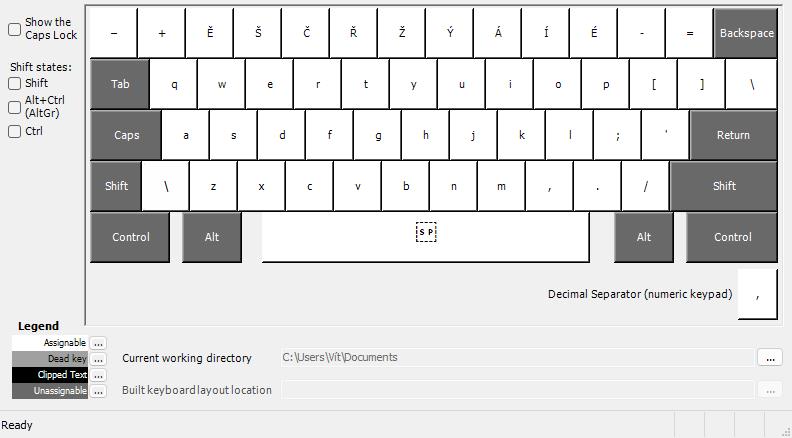 Show the
Caps Lock
Shift states:
Shift
Alt+Ctrl
(AltGr)
Ctrl
– + Ě Š Č Ř Ž Ý Á Í É - = Backspace
Tab q w e r t y u i o p [ ] \
Caps a s d f g h j k l ; ' Return
Shift \ z x c v b n m , . / Shift
Control Alt SP Alt Control
Decimal Separator (numeric keypad) ,
Legend
Assignable ...
Dead key ...
Clipped Text ...
Unassignable ...
Current working directory C:\Users\Vít\Documents ...
Built keyboard layout location ...
Ready